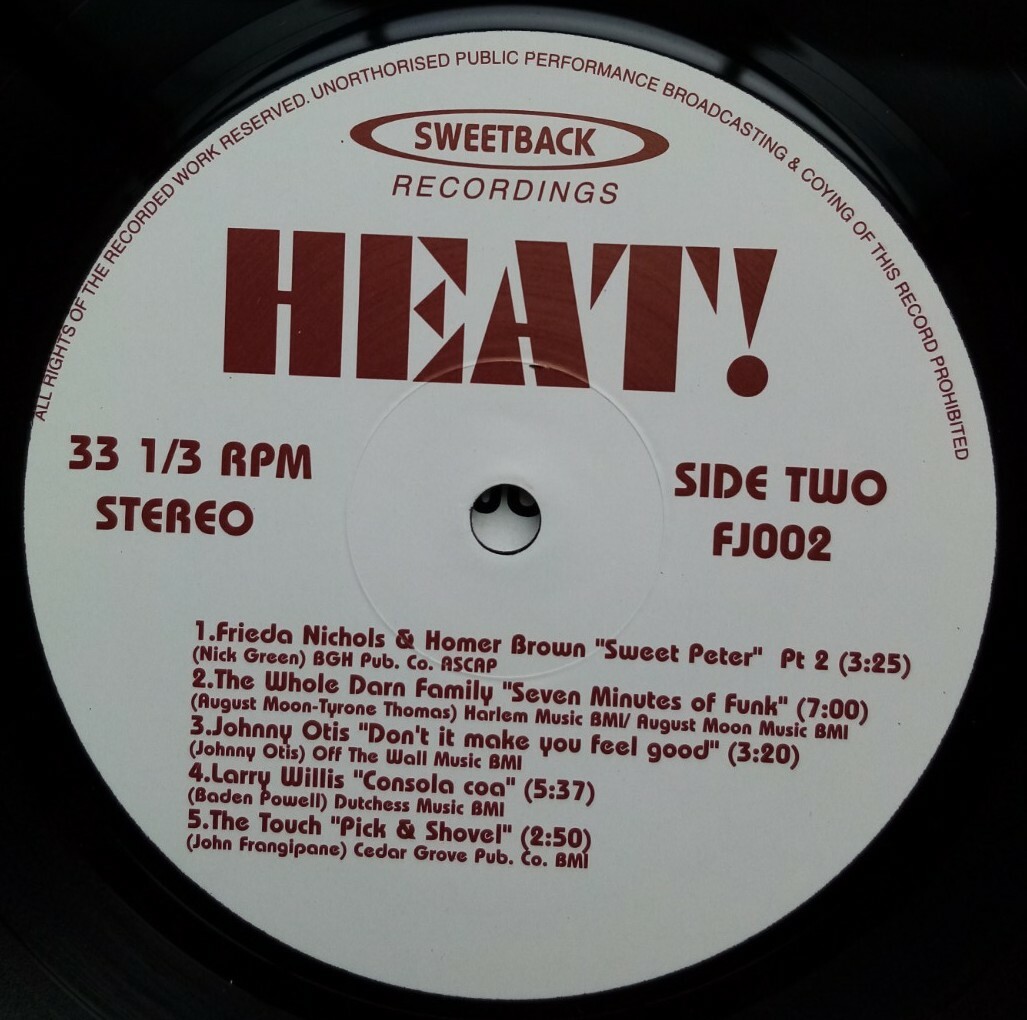 ALL RIGHTS OF THE RECORDED WORK RESERVED. UNORTHORISED PUBLIC PERFORMANCE BROADCASTING & COYING OF THIS RECORD PROHIBITED
SWEETBACK
RECORDINGS
HEAT!
33 1/3 RPM
STEREO
SIDE TWO
FJ002
1.Frieda Nichols & Homer Brown "Sweet Peter" Pt 2 (3:25)
(Nick Green) BGH Pub. Co. ASCAP
2.The Whole Darn Family "Seven Minutes of Funk" (7:00)
(August Moon-Tyrone Thomas) Harlem Music BMI/ August Moon Music BMI
3.Johnny Otis "Don't it make you feel good" (3:20)
(Johnny Otis) Off The Wall Music BMI
4.Larry Willis "Consola coa" (5:37)
(Baden Powell) Dutchess Music BMI
5.The Touch "Pick & Shovel" (2:50)
(John Frangipane) Cedar Grove Pub. Co. BMI